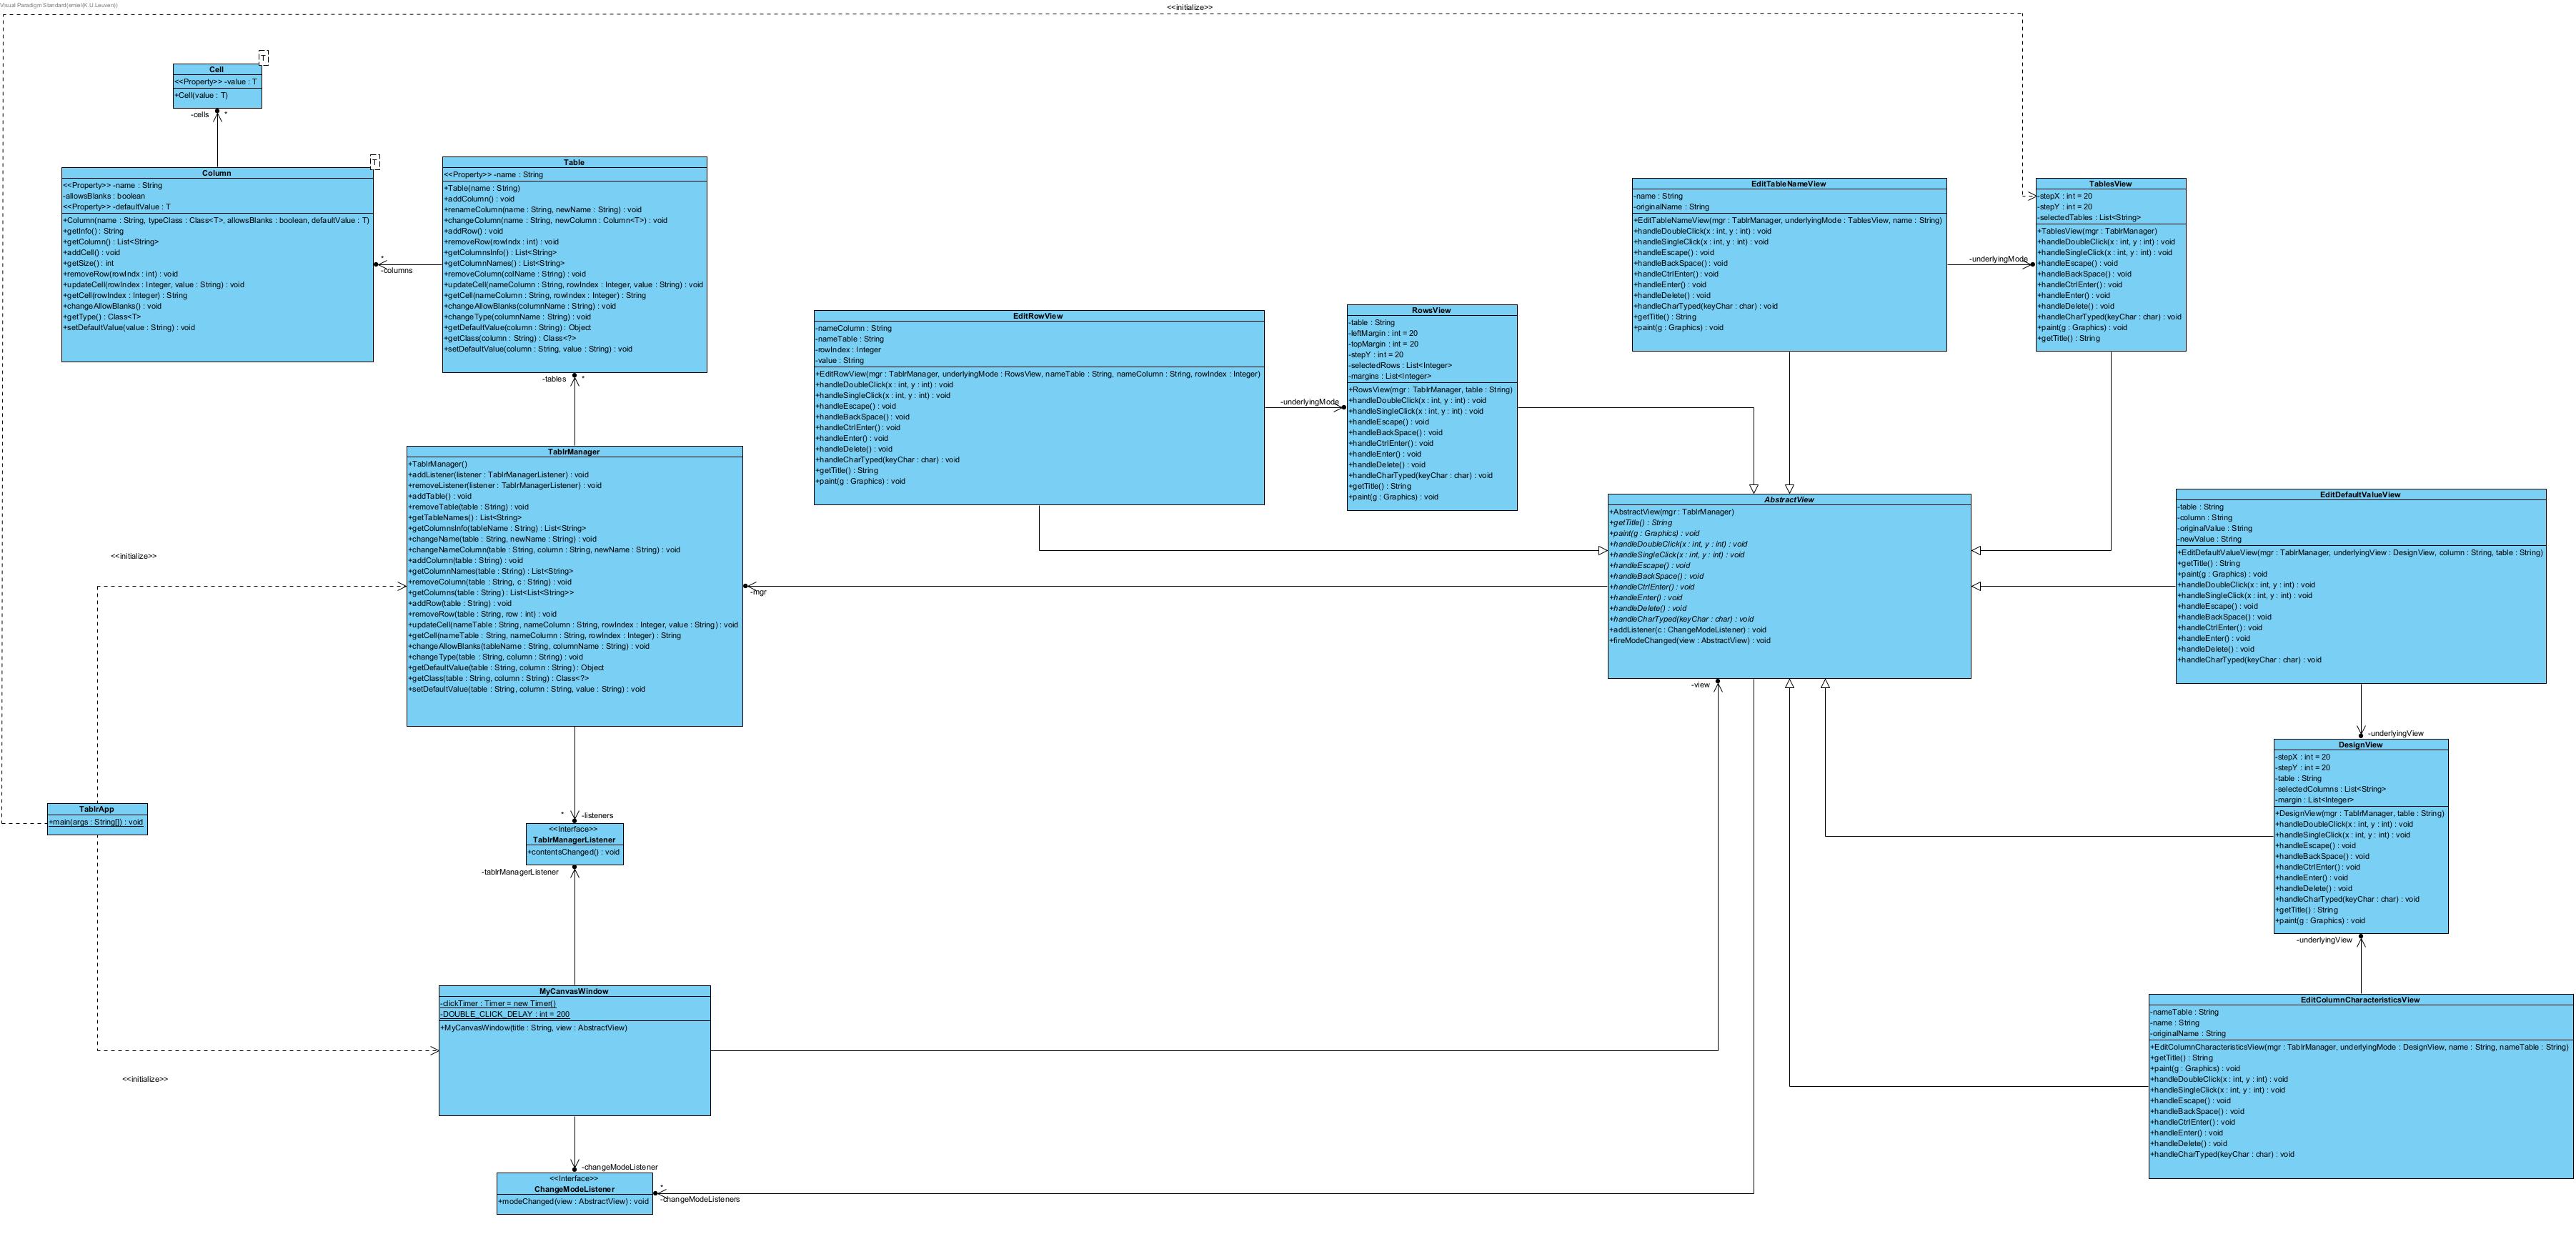 Visual Paradigm Standard(emiel(K.U.Leuven))
<<initialize>>
T
Cell
<<Property>> -value : T
+Cell(value : T)
-cells
*
T
Column
<<Property>> -name : String
-allowsBlanks : boolean
<<Property>> -defaultValue : T
+Column(name : String, typeClass : Class<T>, allowsBlanks : boolean, defaultValue : T)
+getInfo() : String
+getColumn() : List<String>
+addCell() : void
+getSize() : int
+removeRow(rowIndx : int) : void
+updateCell(rowIndex : Integer, value : String) : void
+getCell(rowIndex : Integer) : String
+changeAllowBlanks() : void
+getType() : Class<T>
+setDefaultValue(value : String) : void
*
-columns
Table
<<Property>> -name : String
+Table(name : String)
+addColumn() : void
+renameColumn(name : String, newName : String) : void
+changeColumn(name : String, newColumn : Column<T>) : void
+addRow() : void
+removeRow(rowIndx : int) : void
+getColumnsInfo() : List<String>
+getColumnNames() : List<String>
+removeColumn(colName : String) : void
+updateCell(nameColumn : String, rowIndex : Integer, value : String) : void
+getCell(nameColumn : String, rowIndex : Integer) : String
+changeAllowBlanks(columnName : String) : void
+changeType(columnName : String) : void
+getDefaultValue(column : String) : Object
+getClass(column : String) : Class<?>
+setDefaultValue(column : String, value : String) : void
-tables
*
EditTableNameView
-name : String
-originalName : String
+EditTableNameView(mgr : TablrManager, underlyingMode : TablesView, name : String)
+handleDoubleClick(x : int, y : int) : void
+handleSingleClick(x : int, y : int) : void
+handleEscape() : void
+handleBackSpace() : void
+handleCtrlEnter() : void
+handleEnter() : void
+handleDelete() : void
+handleCharTyped(keyChar : char) : void
+getTitle() : String
+paint(g : Graphics) : void
-underlyingMode
TablesView
-stepX : int = 20
-stepY : int = 20
-selectedTables : List<String>
+TablesView(mgr : TablrManager)
+handleDoubleClick(x : int, y : int) : void
+handleSingleClick(x : int, y : int) : void
+handleEscape() : void
+handleBackSpace() : void
+handleCtrlEnter() : void
+handleEnter() : void
+handleDelete() : void
+handleCharTyped(keyChar : char) : void
+paint(g : Graphics) : void
+getTitle() : String
EditRowView
-nameColumn : String
-nameTable : String
-rowIndex : Integer
-value : String
+EditRowView(mgr : TablrManager, underlyingMode : RowsView, nameTable : String, nameColumn : String, rowIndex : Integer)
+handleDoubleClick(x : int, y : int) : void
+handleSingleClick(x : int, y : int) : void
+handleEscape() : void
+handleBackSpace() : void
+handleCtrlEnter() : void
+handleEnter() : void
+handleDelete() : void
+handleCharTyped(keyChar : char) : void
+getTitle() : String
+paint(g : Graphics) : void
-underlyingMode
RowsView
-table : String
-leftMargin : int = 20
-topMargin : int = 20
-stepY : int = 20
-selectedRows : List<Integer>
-margins : List<Integer>
+RowsView(mgr : TablrManager, table : String)
+handleDoubleClick(x : int, y : int) : void
+handleSingleClick(x : int, y : int) : void
+handleEscape() : void
+handleBackSpace() : void
+handleCtrlEnter() : void
+handleEnter() : void
+handleDelete() : void
+handleCharTyped(keyChar : char) : void
+getTitle() : String
+paint(g : Graphics) : void
TablrManager
+TablrManager()
+addListener(listener : TablrManagerListener) : void
+removeListener(listener : TablrManagerListener) : void
+addTable() : void
+removeTable(table : String) : void
+getTableNames() : List<String>
+getColumnsInfo(tableName : String) : List<String>
+changeName(table : String, newName : String) : void
+changeNameColumn(table : String, column : String, newName : String) : void
+addColumn(table : String) : void
+getColumnNames(table : String) : List<String>
+removeColumn(table : String, c : String) : void
+getColumns(table : String) : List<List<String>>
+addRow(table : String) : void
+removeRow(table : String, row : int) : void
+updateCell(nameTable : String, nameColumn : String, rowIndex : Integer, value : String) : void
+getCell(nameTable : String, nameColumn : String, rowIndex : Integer) : String
+changeAllowBlanks(tableName : String, columnName : String) : void
+changeType(table : String, column : String) : void
+getDefaultValue(table : String, column : String) : Object
+getClass(table : String, column : String) : Class<?>
+setDefaultValue(table : String, column : String, value : String) : void
-mgr
AbstractView
+AbstractView(mgr : TablrManager)
+getTitle() : String
+paint(g : Graphics) : void
+handleDoubleClick(x : int, y : int) : void
+handleSingleClick(x : int, y : int) : void
+handleEscape() : void
+handleBackSpace() : void
+handleCtrlEnter() : void
+handleEnter() : void
+handleDelete() : void
+handleCharTyped(keyChar : char) : void
+addListener(c : ChangeModeListener) : void
+fireModeChanged(view : AbstractView) : void
-view
EditDefaultValueView
-table : String
-column : String
-originalValue : String
-newValue : String
+EditDefaultValueView(mgr : TablrManager, underlyingView : DesignView, column : String, table : String)
+getTitle() : String
+paint(g : Graphics) : void
+handleDoubleClick(x : int, y : int) : void
+handleSingleClick(x : int, y : int) : void
+handleEscape() : void
+handleBackSpace() : void
+handleCtrlEnter() : void
+handleEnter() : void
+handleDelete() : void
+handleCharTyped(keyChar : char) : void
-underlyingView
DesignView
-stepX : int = 20
-stepY : int = 20
-table : String
-selectedColumns : List<String>
-margin : List<Integer>
+DesignView(mgr : TablrManager, table : String)
+handleDoubleClick(x : int, y : int) : void
+handleSingleClick(x : int, y : int) : void
+handleEscape() : void
+handleBackSpace() : void
+handleCtrlEnter() : void
+handleEnter() : void
+handleDelete() : void
+handleCharTyped(keyChar : char) : void
+getTitle() : String
+paint(g : Graphics) : void
-underlyingView
<<initialize>>
TablrApp
+main(args : String[]) : void
<<initialize>>
*
-listeners
<<Interface>>
TablrManagerListener
+contentsChanged() : void
-tablrManagerListener
MyCanvasWindow
-clickTimer : Timer = new Timer()
-DOUBLE_CLICK_DELAY : int = 200
+MyCanvasWindow(title : String, view : AbstractView)
-changeModeListener
<<Interface>>
ChangeModeListener
+modeChanged(view : AbstractView) : void
*
-changeModeListeners
EditColumnCharacteristicsView
-nameTable : String
-name : String
-originalName : String
+EditColumnCharacteristicsView(mgr : TablrManager, underlyingMode : DesignView, name : String, nameTable : String)
+getTitle() : String
+paint(g : Graphics) : void
+handleDoubleClick(x : int, y : int) : void
+handleSingleClick(x : int, y : int) : void
+handleEscape() : void
+handleBackSpace() : void
+handleCtrlEnter() : void
+handleEnter() : void
+handleDelete() : void
+handleCharTyped(keyChar : char) : void